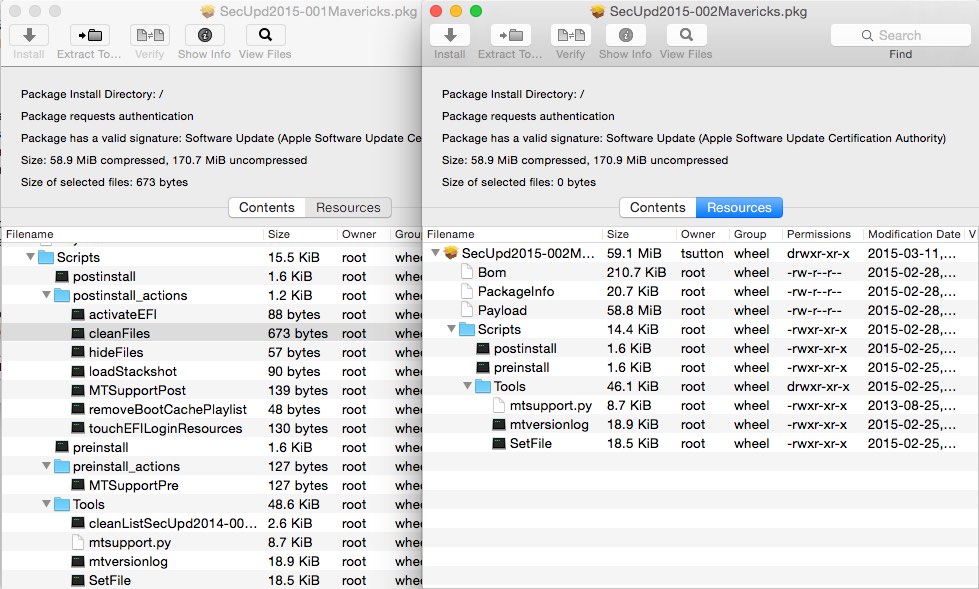 SecUpd2015-001Mavericks.pkg
Install Extract To... Verify Show Info View Files
Package Install Directory: /
Package requests authentication
Package has a valid signature: Software Update (Apple Software Update Ce
Size: 58.9 MiB compressed, 170.7 MiB uncompressed
Size of selected files: 673 bytes
Contents Resources
Filename Size Owner Grou
Scripts 15.5 KiB root whee
postinstall 1.6 KiB root whee
postinstall_actions 1.2 KiB root whee
activateEFI 88 bytes root whee
cleanFiles 673 bytes root whee
hideFiles 57 bytes root whee
loadStackshot 90 bytes root whee
MTSupportPost 139 bytes root whee
removeBootCachePlaylist 48 bytes root whee
touchEFILoginResources 130 bytes root whee
preinstall 1.6 KiB root whee
preinstall_actions 127 bytes root whee
MTSupportPre 127 bytes root whee
Tools 48.6 KiB root whee
cleanListSecUpd2014-00... 2.6 KiB root whee
mtsupport.py 8.7 KiB root whee
mtversionlog 18.9 KiB root whee
SetFile 18.5 KiB root whee
SecUpd2015-002Mavericks.pkg
Install Extract To... Verify Show Info View Files Search
Find
Package Install Directory: /
Package requests authentication
Package has a valid signature: Software Update (Apple Software Update Certification Authority)
Size: 58.9 MiB compressed, 170.9 MiB uncompressed
Size of selected files: 0 bytes
Contents Resources
Filename Size Owner Group Permissions Modification Date V
SecUpd2015-002M... 59.1 MiB tsutton wheel drwxr-xr-x 2015-03-11,...
Bom 210.7 KiB root wheel -rw-r--r-- 2015-02-28,...
PackageInfo 20.7 KiB root wheel -rw-r--r-- 2015-02-28,...
Payload 58.8 MiB root wheel -rw-r--r-- 2015-02-28,...
Scripts 14.4 KiB root wheel -rwxr-xr-x 2015-02-28,...
postinstall 1.6 KiB root wheel -rwxr-xr-x 2015-02-25,...
preinstall 1.6 KiB root wheel -rwxr-xr-x 2015-02-25,...
Tools 46.1 KiB root wheel drwxr-xr-x 2015-02-25,...
mtsupport.py 8.7 KiB root wheel -rwxr-xr-x 2013-08-25,...
mtversionlog 18.9 KiB root wheel -rwxr-xr-x 2015-02-25,...
SetFile 18.5 KiB root wheel -rwxr-xr-x 2015-02-25,...